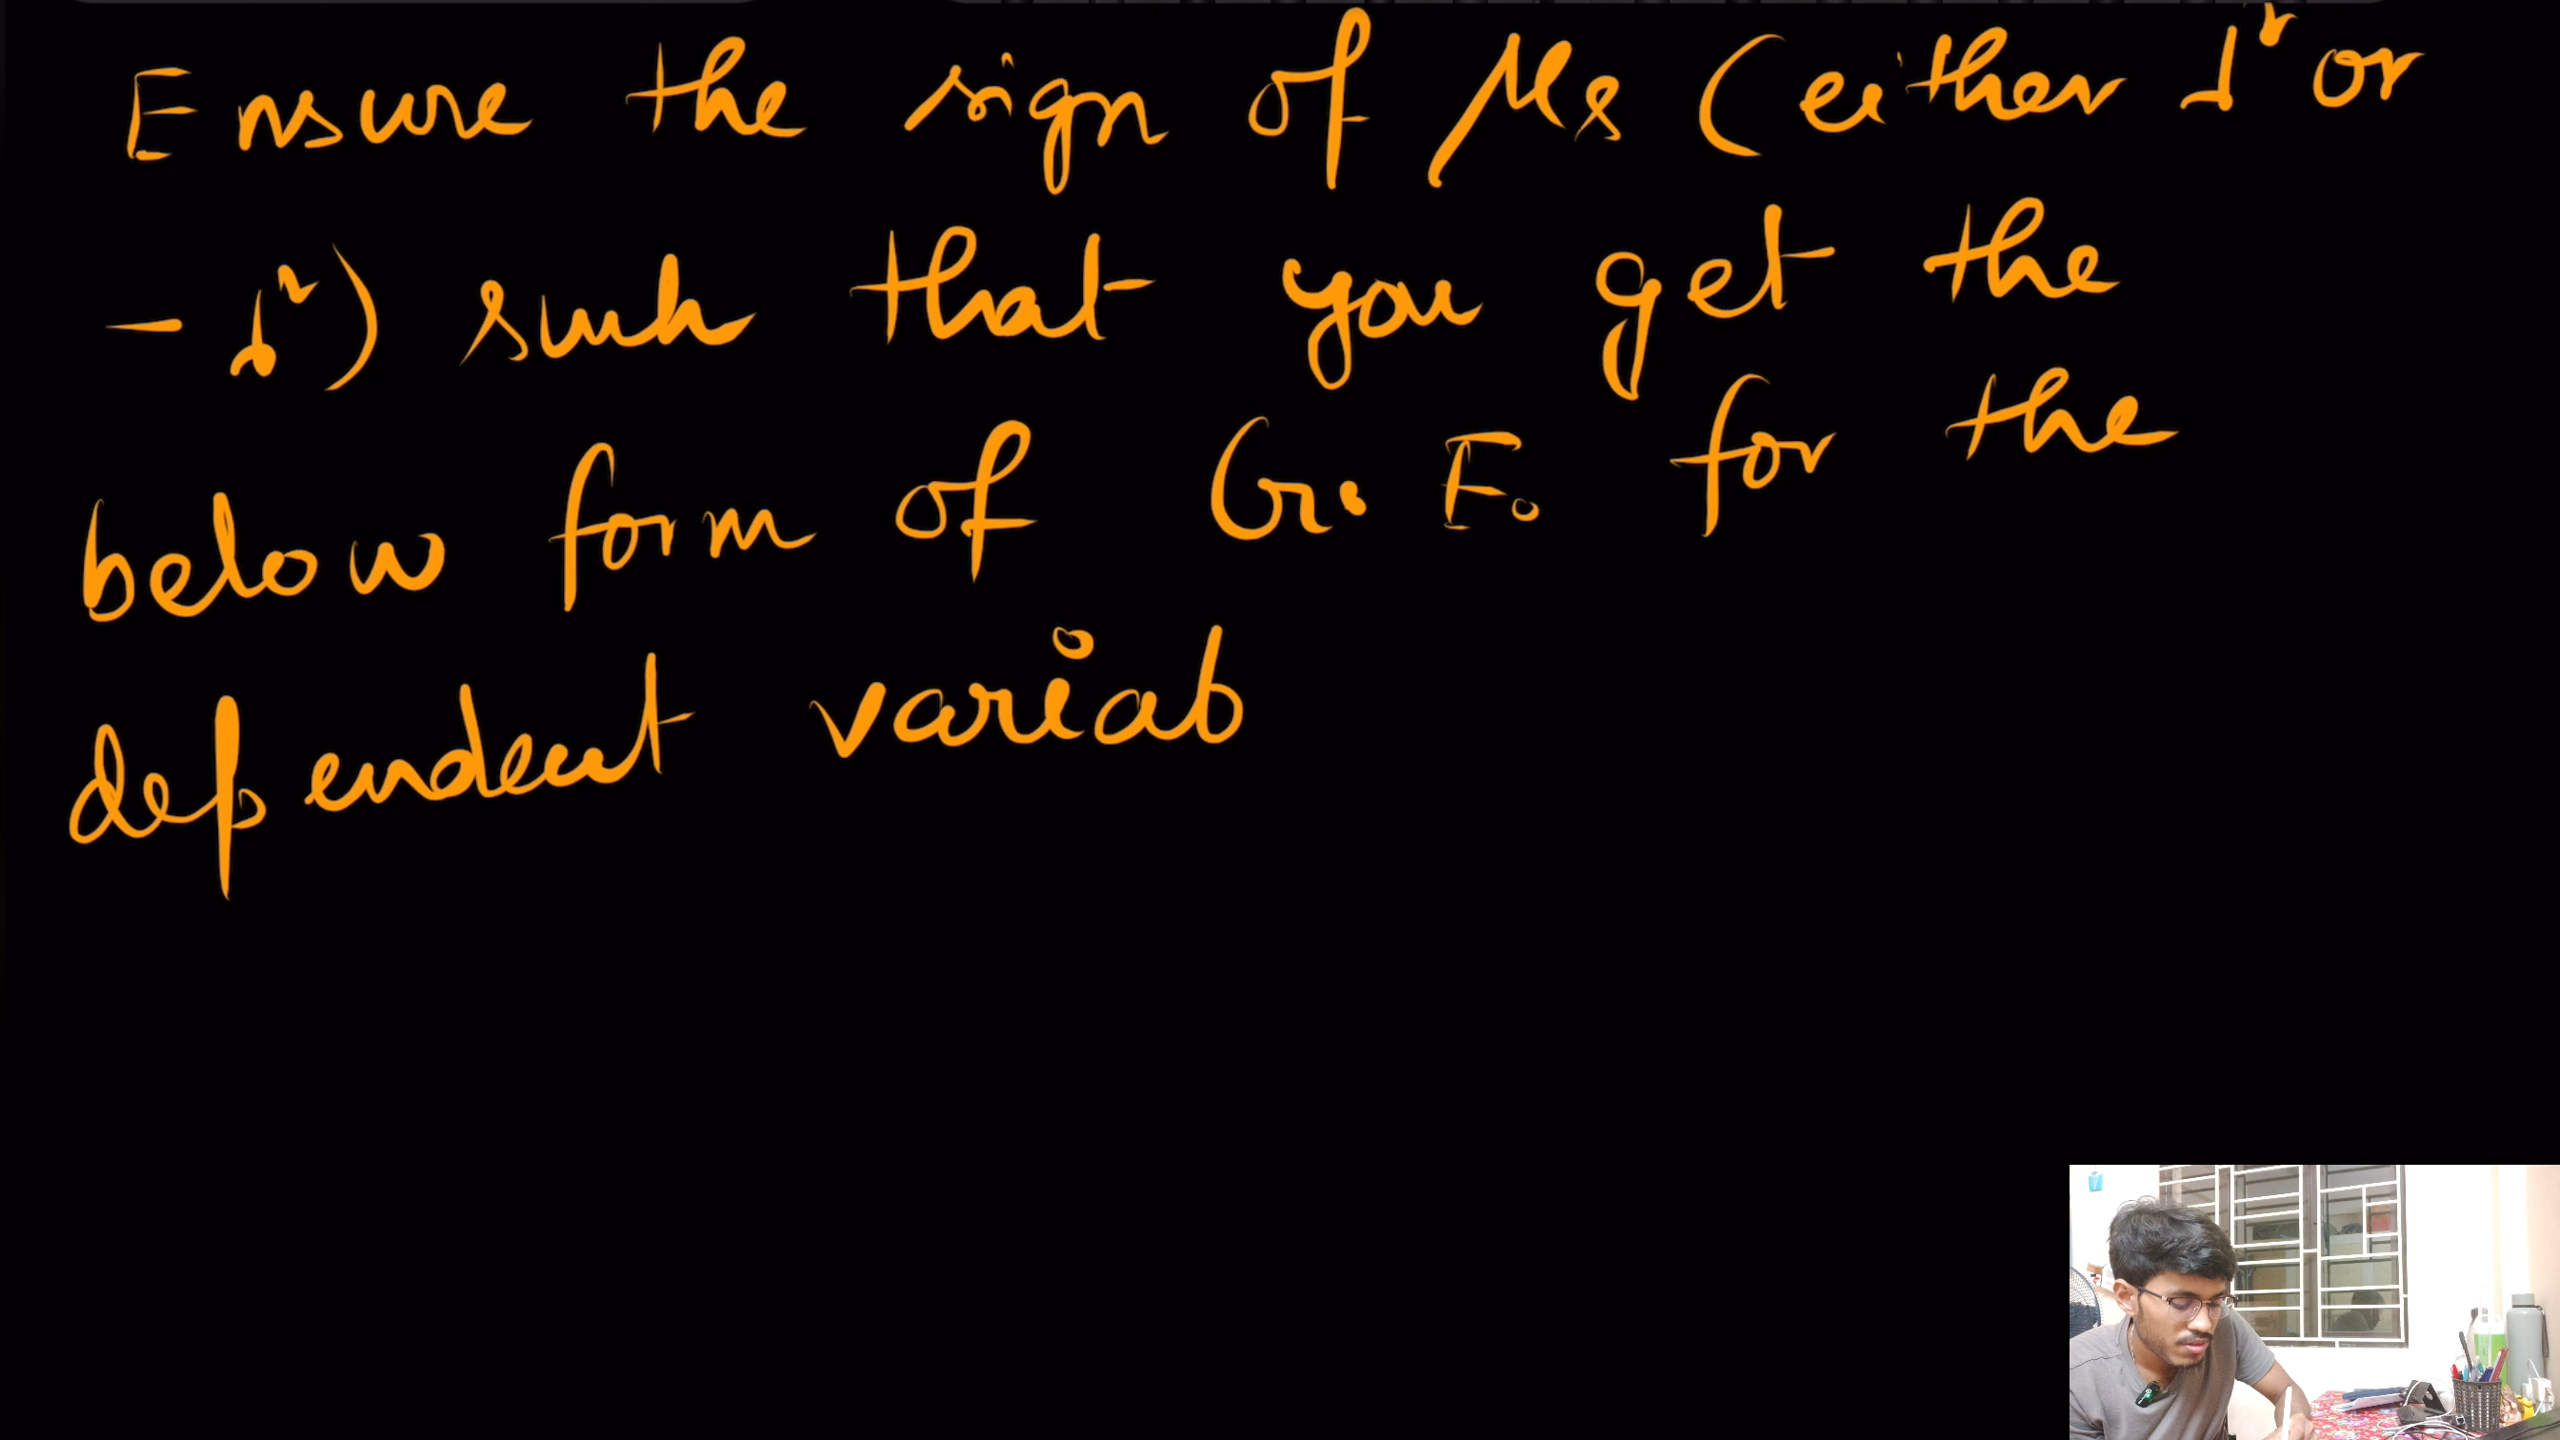 Ensure the sign of μs (either λ² or
- λ²) such that you get the
below form of G.E. for the
dependent variab